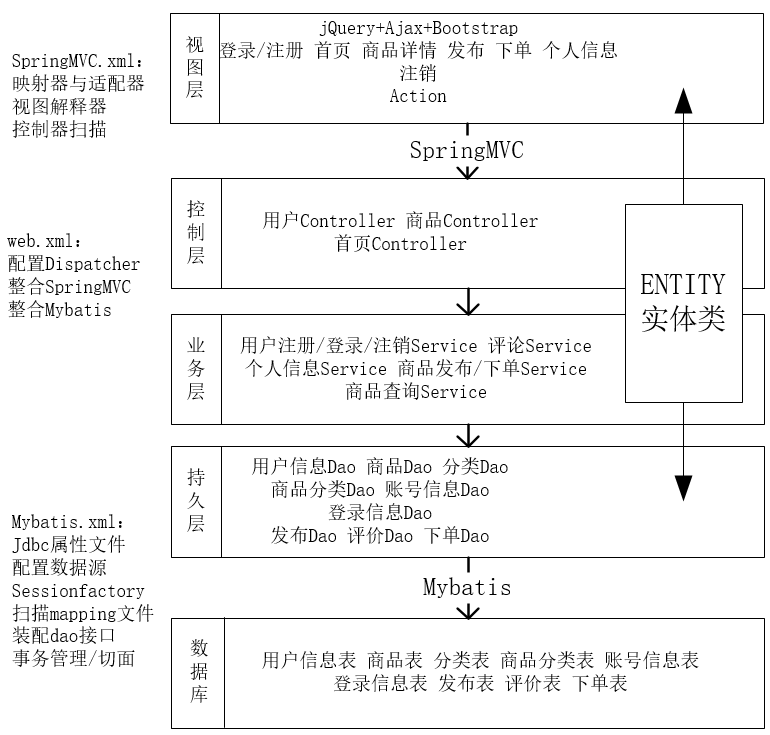 jQuery+Ajax+Bootstrap
视图层
登录/注册 首页 商品详情 发布 下单 个人信息
注销
Action
SpringMVC.xml:
映射器与适配器
视图解释器
控制器扫描
SpringMVC
控制层
用户Controller 商品Controller
首页Controller
web.xml:
配置Dispatcher
整合SpringMVC
整合Mybatis
ENTITY
实体类
业务层
用户注册/登录/注销Service 评论Service
个人信息Service 商品发布/下单Service
商品查询Service
持久层
用户信息Dao 商品Dao 分类Dao
商品分类Dao 账号信息Dao
登录信息Dao
发布Dao 评价Dao 下单Dao
Mybatis.xml:
Jdbc属性文件
配置数据源
Sessionfactory
扫描mapping文件
装配dao接口
事务管理/切面
Mybatis
数据库
用户信息表 商品表 分类表 商品分类表 账号信息表
登录信息表 发布表 评价表 下单表